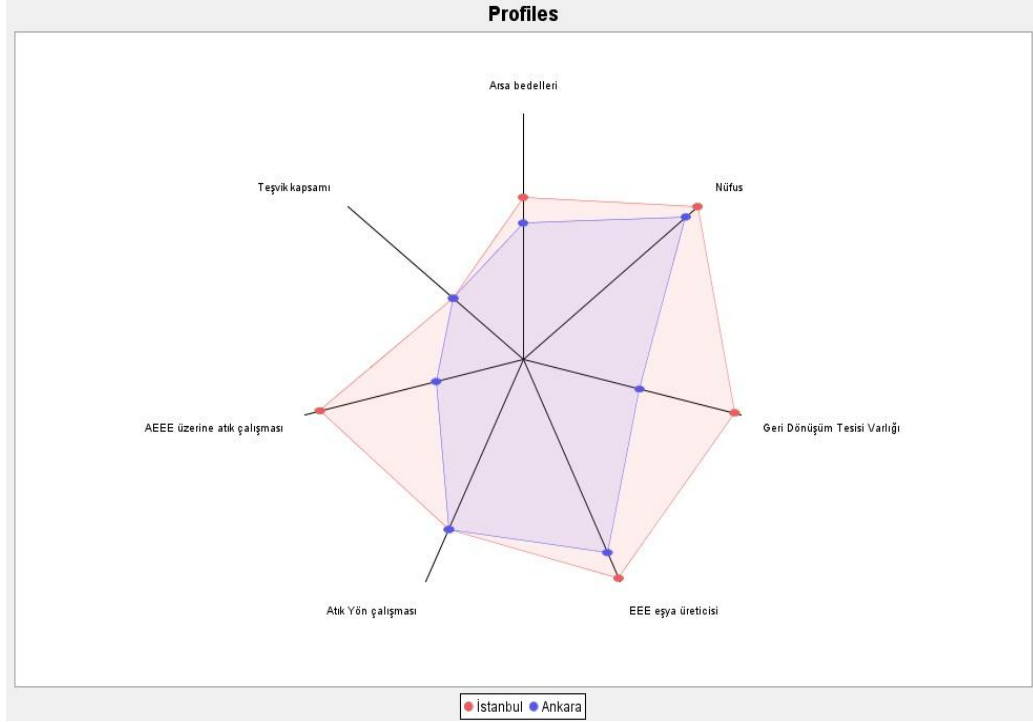 Profiles
Arsa bedelleri
Teşvik kapsamı
Nüfus
AEEE üzerine atık çalışması
Geri Dönüşüm Tesisi Varlığı
Atık Yön çalışması
EEE eşya üreticisi
İstanbul Ankara